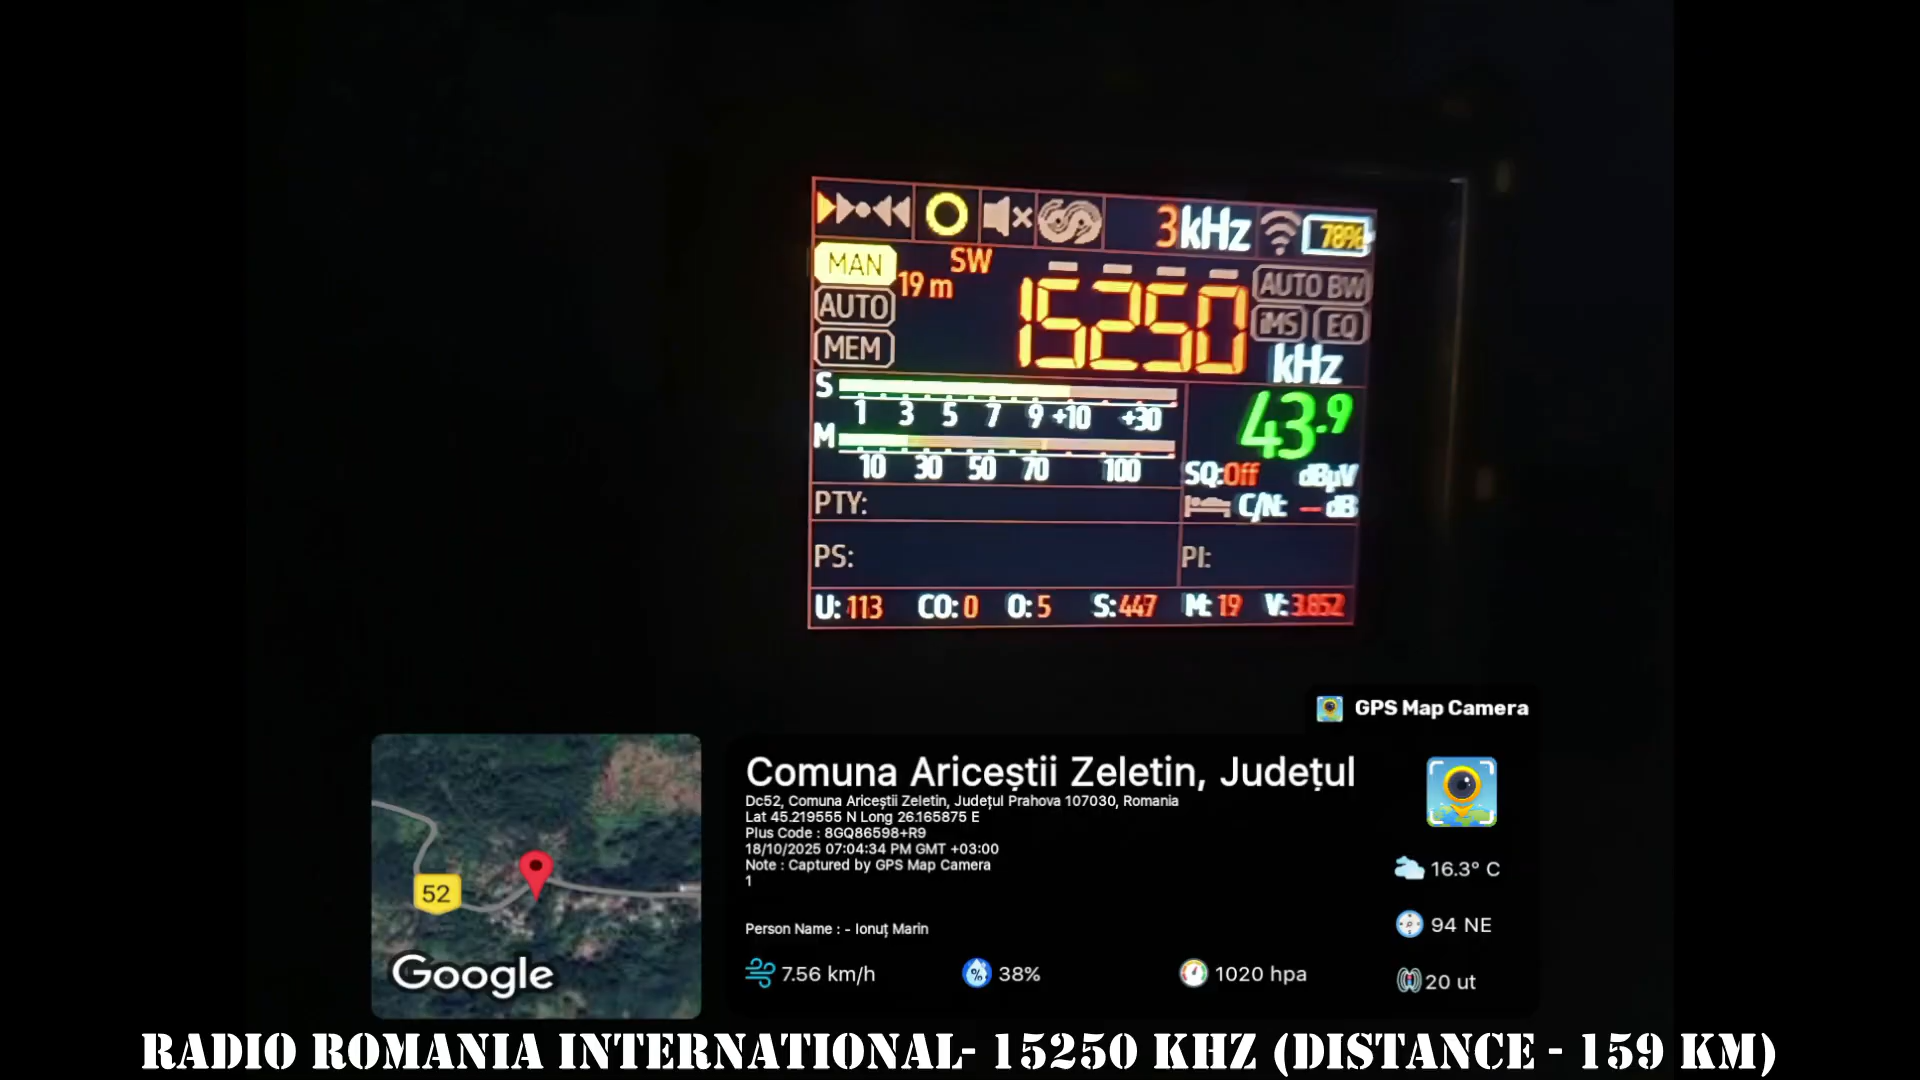 3kHz 78%
MAN SW
19 m
15250
AUTO BW
AUTO
iMS EQ
MEM
kHz
S
1 3 5 7 9 +10 +30
43.9
M
10 30 50 70 100
SQ:Off dBµV
C/N: --dB
PTY:
PS: PI:
U: 113 CO: 0 O: 5 S: 447 M: 19 V: 3.852
GPS Map Camera
52
Google
Comuna Ariceștii Zeletin, Județul
Dc52, Comuna Ariceștii Zeletin, Județul Prahova 107030, Romania
Lat 45.219555 N Long 26.165875 E
Plus Code : 8GQ86598+R9
18/10/2025 07:04:34 PM GMT +03:00
Note : Captured by GPS Map Camera
1
Person Name : - Ionuț Marin
16.3° C
94 NE
7.56 km/h
38%
1020 hpa
20 ut
RADIO ROMANIA INTERNATIONAL- 15250 KHZ (DISTANCE - 159 KM)